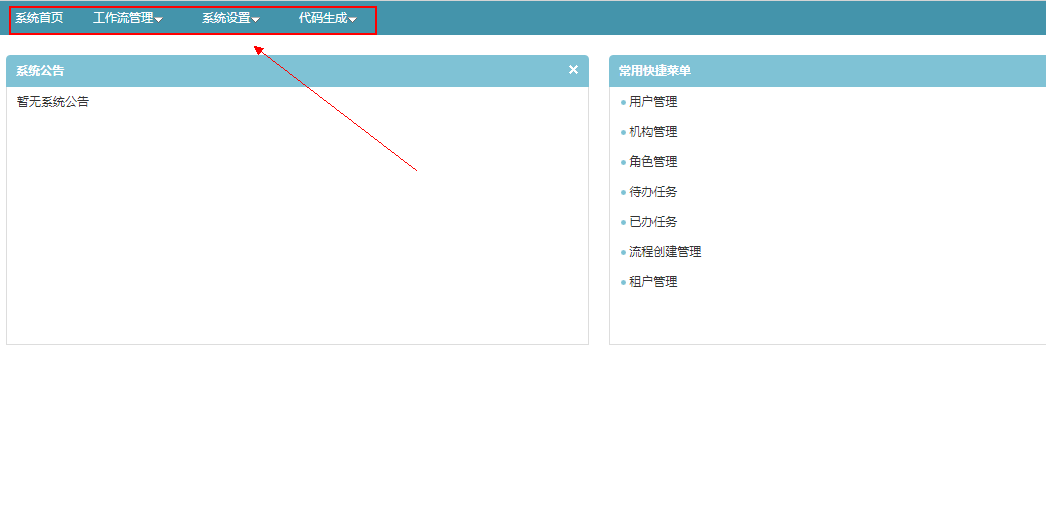 系统首页 工作流管理 系统设置 代码生成
系统公告
暂无系统公告
常用快捷菜单
用户管理
机构管理
角色管理
待办任务
已办任务
流程创建管理
租户管理